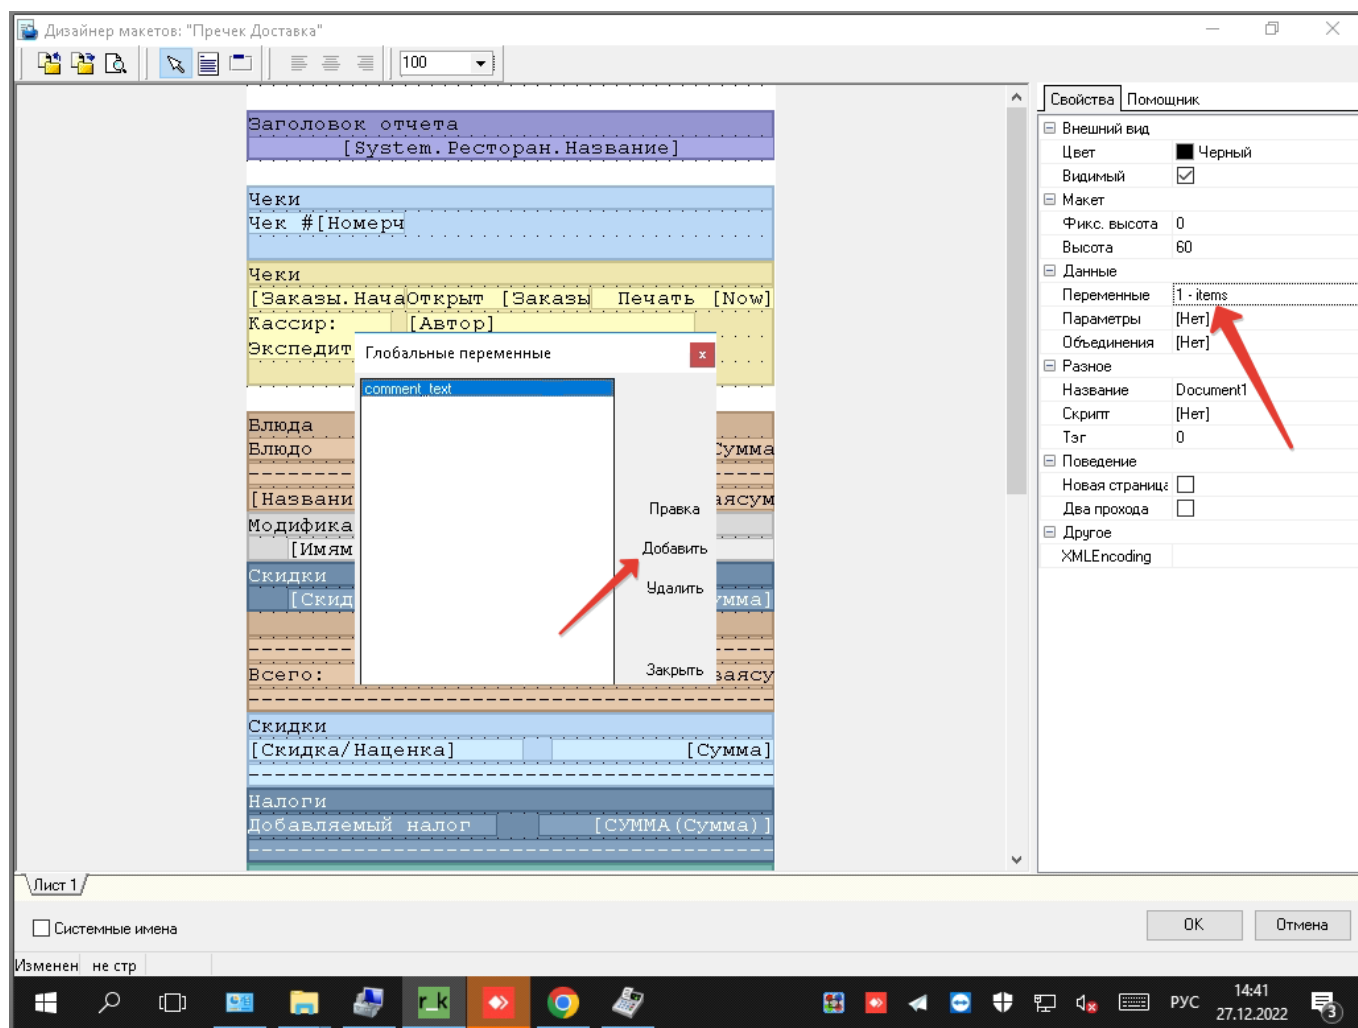 Дизайнер макетов: "Пречек Доставка"
100
Заголовок отчета
[System.Ресторан.Название]
Чеки
Чек #[Номерч
Чеки
[Заказы.Нача Открыт [Заказы Печать [Now]
Кассир: [Автор]
Экспедит
Блюда
Блюдо Сумма
[Названи ваясум
Модифика
[Имям
Скидки
[Скид умма]
Всего: ваясу
Скидки
[Скидка/Наценка] [Сумма]
Налоги
Добавляемый налог [СУММА(Сумма)]
Глобальные переменные
x
comment_text
Правка
Добавить
Удалить
Закрыть
Свойства Помощник
Внешний вид
Цвет Черный
Видимый
Макет
Фикс. высота 0
Высота 60
Данные
Переменные 1 - items
Параметры [Нет]
Объединения [Нет]
Разное
Название Document1
Скрипт [Нет]
Тэг 0
Поведение
Новая страница
Два прохода
Другое
XMLEncoding
Лист 1
Системные имена
OK Отмена
Изменен не стр
r_k
РУС
14:41
27.12.2022
3